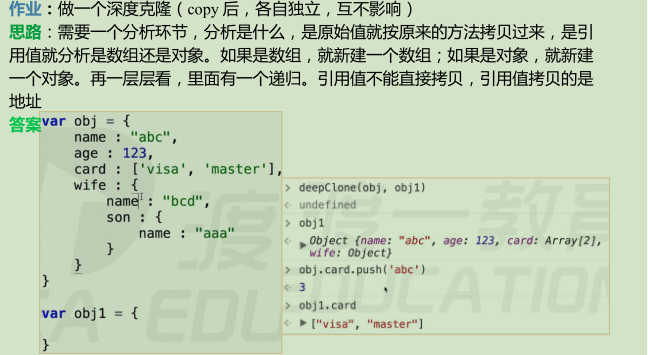 作业：做一个深度克隆（copy 后，各自独立，互不影响）
思路：需要一个分析环节，分析是什么，是原始值就按原来的方法拷贝过来，是引
用值就分析是数组还是对象。如果是数组，就新建一个数组；如果是对象，就新建
一个对象。再一层层看，里面有一个递归。引用值不能直接拷贝，引用值拷贝的是
地址
答案
var obj = {
name : "abc",
age : 123,
card : ['visa', 'master'],
wife : {
name : "bcd",
son : {
name : "aaa"
}
}
}
var obj1 = {
}
> deepClone(obj, obj1)
< undefined
> obj1
< ▶ Object {name: "abc", age: 123, card: Array[2],
wife: Object}
> obj.card.push('abc')
< 3
> obj1.card
< ▶ ["visa", "master"]